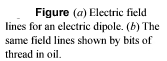 Figure (a) Electric field
lines for an electric dipole. (b) The
same field lines shown by bits of
thread in oil.